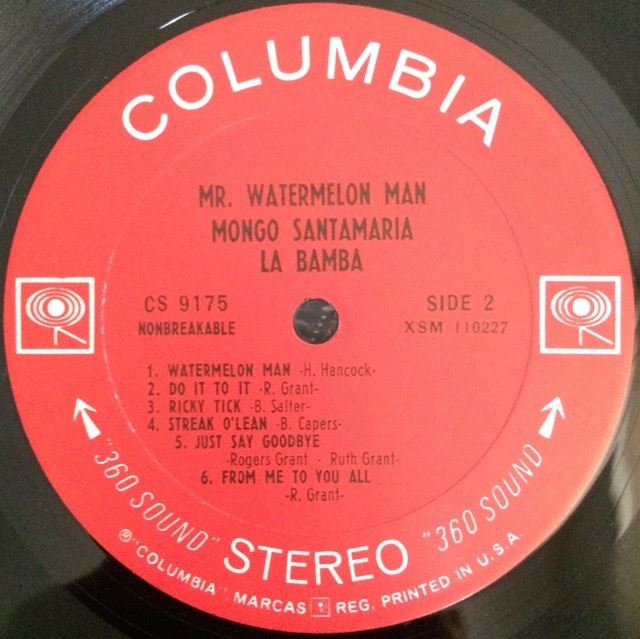 COLUMBIA
MR. WATERMELON MAN
MONGO SANTAMARIA
LA BAMBA
CS 9175
SIDE 2
NONBREAKABLE
XSM 110227
1. WATERMELON MAN -H. Hancock-
2. DO IT TO IT -R. Grant-
3. RICKY TICK -B. Salter-
4. STREAK O'LEAN -B. Capers-
5. JUST SAY GOODBYE
-Rogers Grant - Ruth Grant-
6. FROM ME TO YOU ALL
-R. Grant-
"360 SOUND" STEREO "360 SOUND"
® "COLUMBIA", MARCAS REG. PRINTED IN U.S.A.